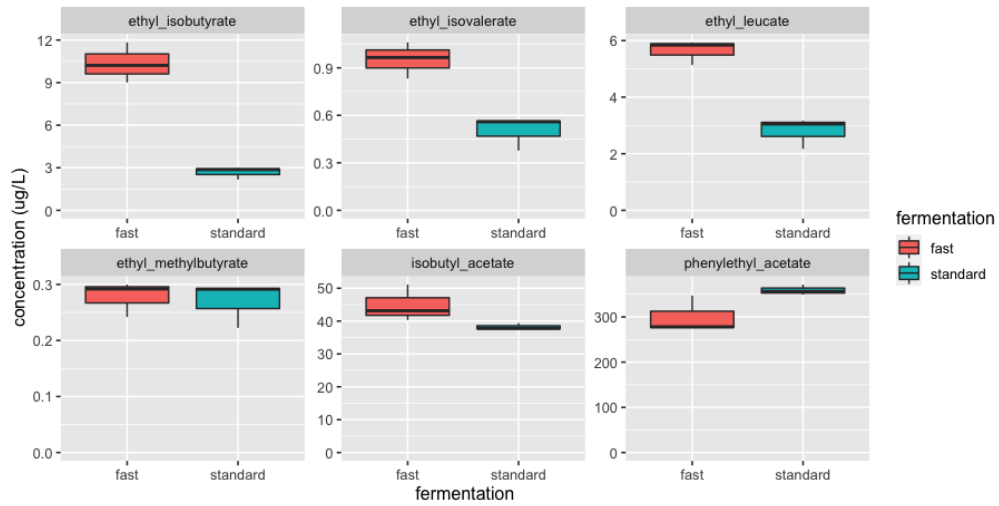 ethyl_isobutyrate
ethyl_isovalerate
ethyl_leucate
12
9
6
3
0
0.9
0.6
0.3
0.0
6
4
2
0
fast
standard
fast
standard
fast
standard
ethyl_methylbutyrate
isobutyl_acetate
phenylethyl_acetate
0.3
0.2
0.1
0.0
50
40
30
20
10
0
300
200
100
0
fast
standard
fast
standard
fast
standard
concentration (ug/L)
fermentation
fermentation
fast
standard